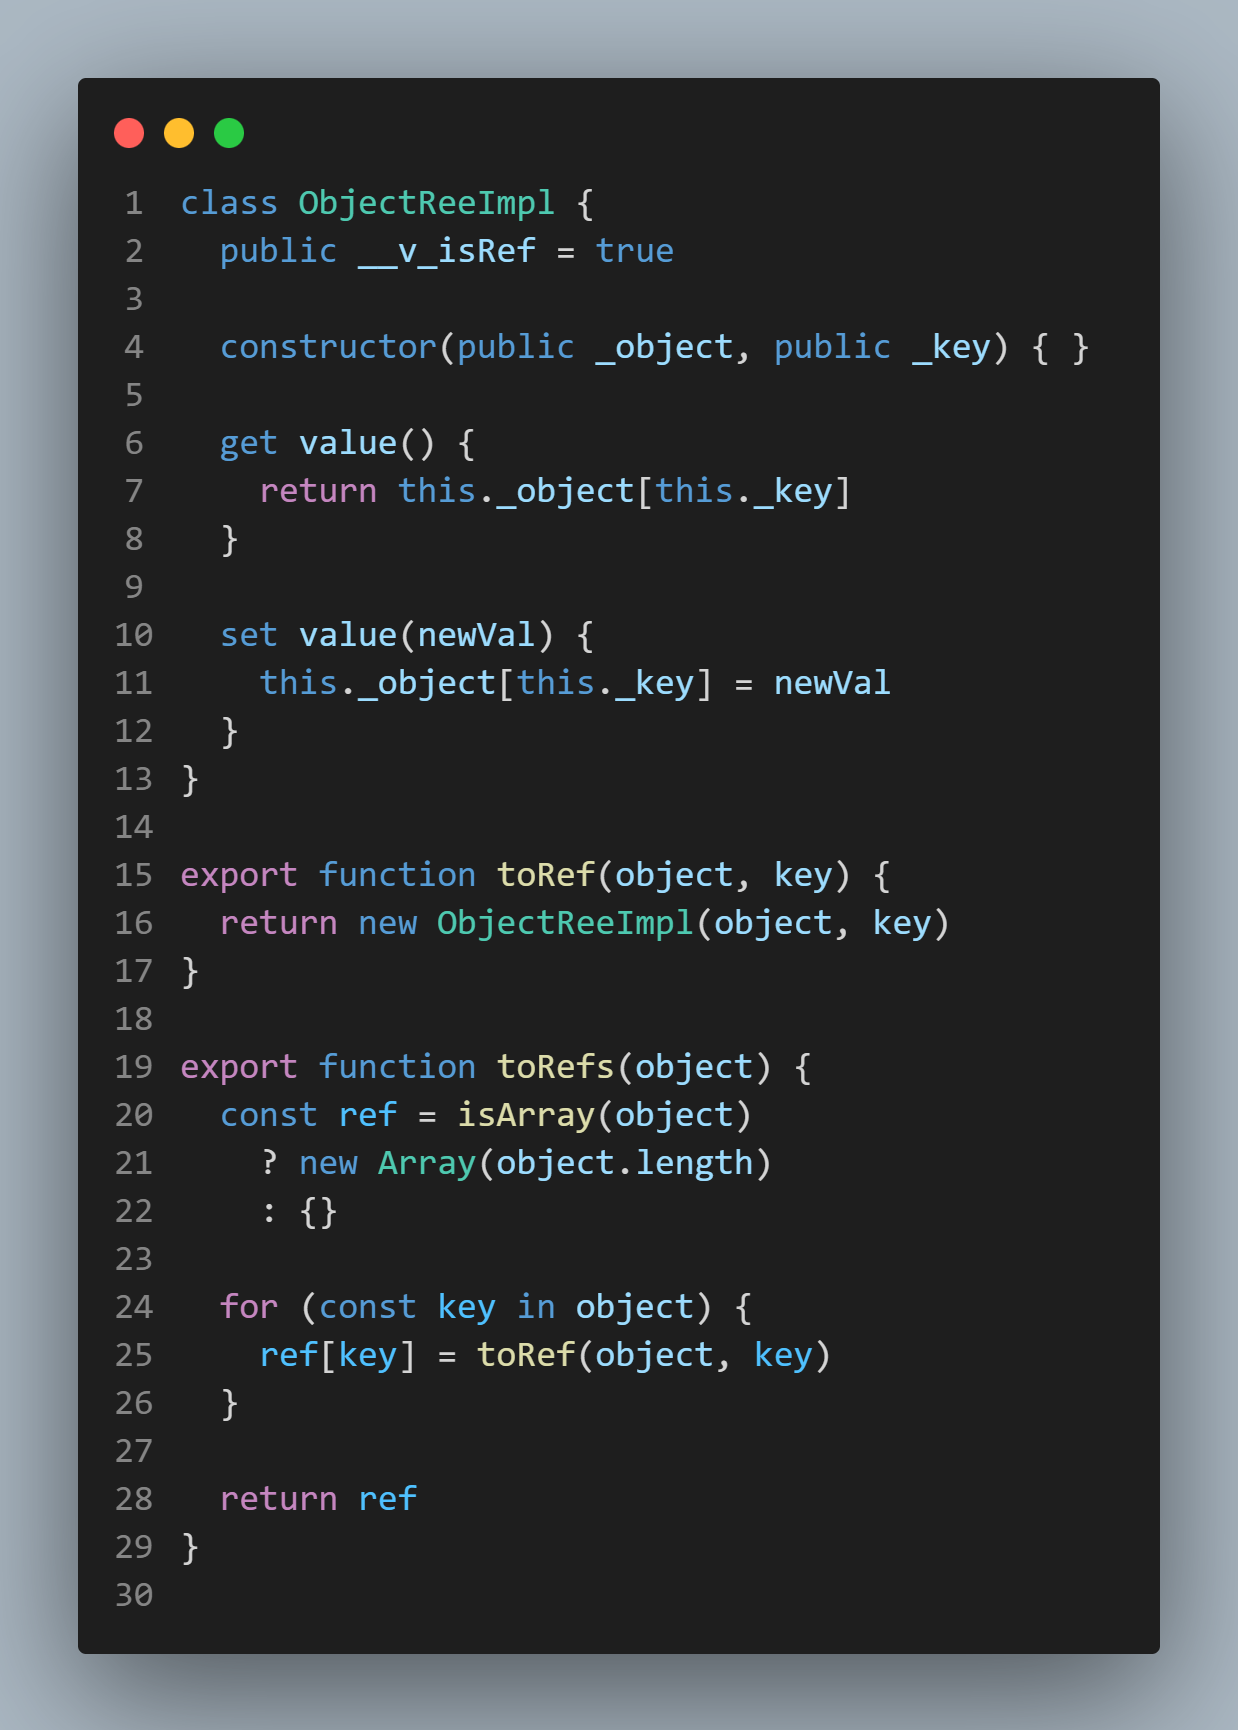 1 class ObjectReeImpl {
2   public __v_isRef = true
3
4   constructor(public _object, public _key) { }
5
6   get value() {
7     return this._object[this._key]
8   }
9
10   set value(newVal) {
11     this._object[this._key] = newVal
12   }
13 }
14
15 export function toRef(object, key) {
16   return new ObjectReeImpl(object, key)
17 }
18
19 export function toRefs(object) {
20   const ref = isArray(object)
21     ? new Array(object.length)
22     : {}
23
24   for (const key in object) {
25     ref[key] = toRef(object, key)
26   }
27
28   return ref
29 }
30